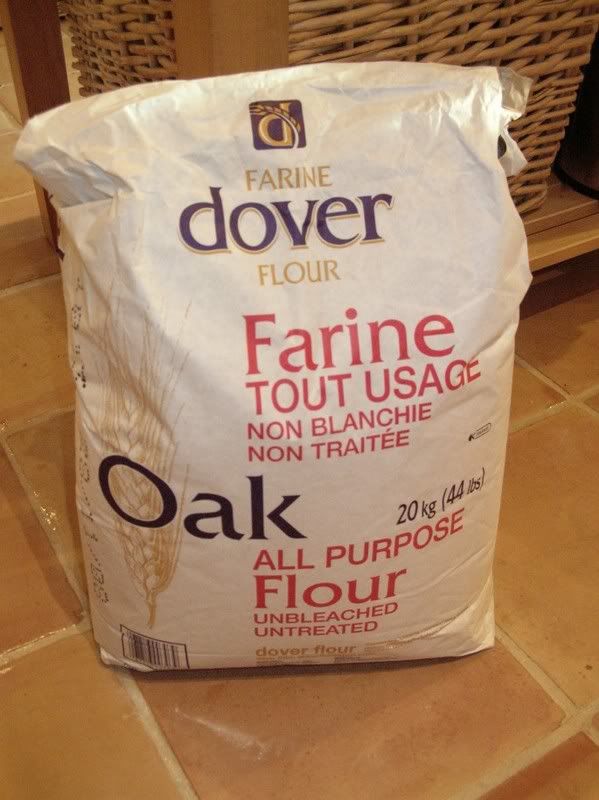 FARINE
dover
FLOUR
Farine
TOUT USAGE
NON BLANCHIE
NON TRAITÉE
Oak
20 kg (44 lbs)
ALL PURPOSE
Flour
UNBLEACHED
UNTREATED
dover flour